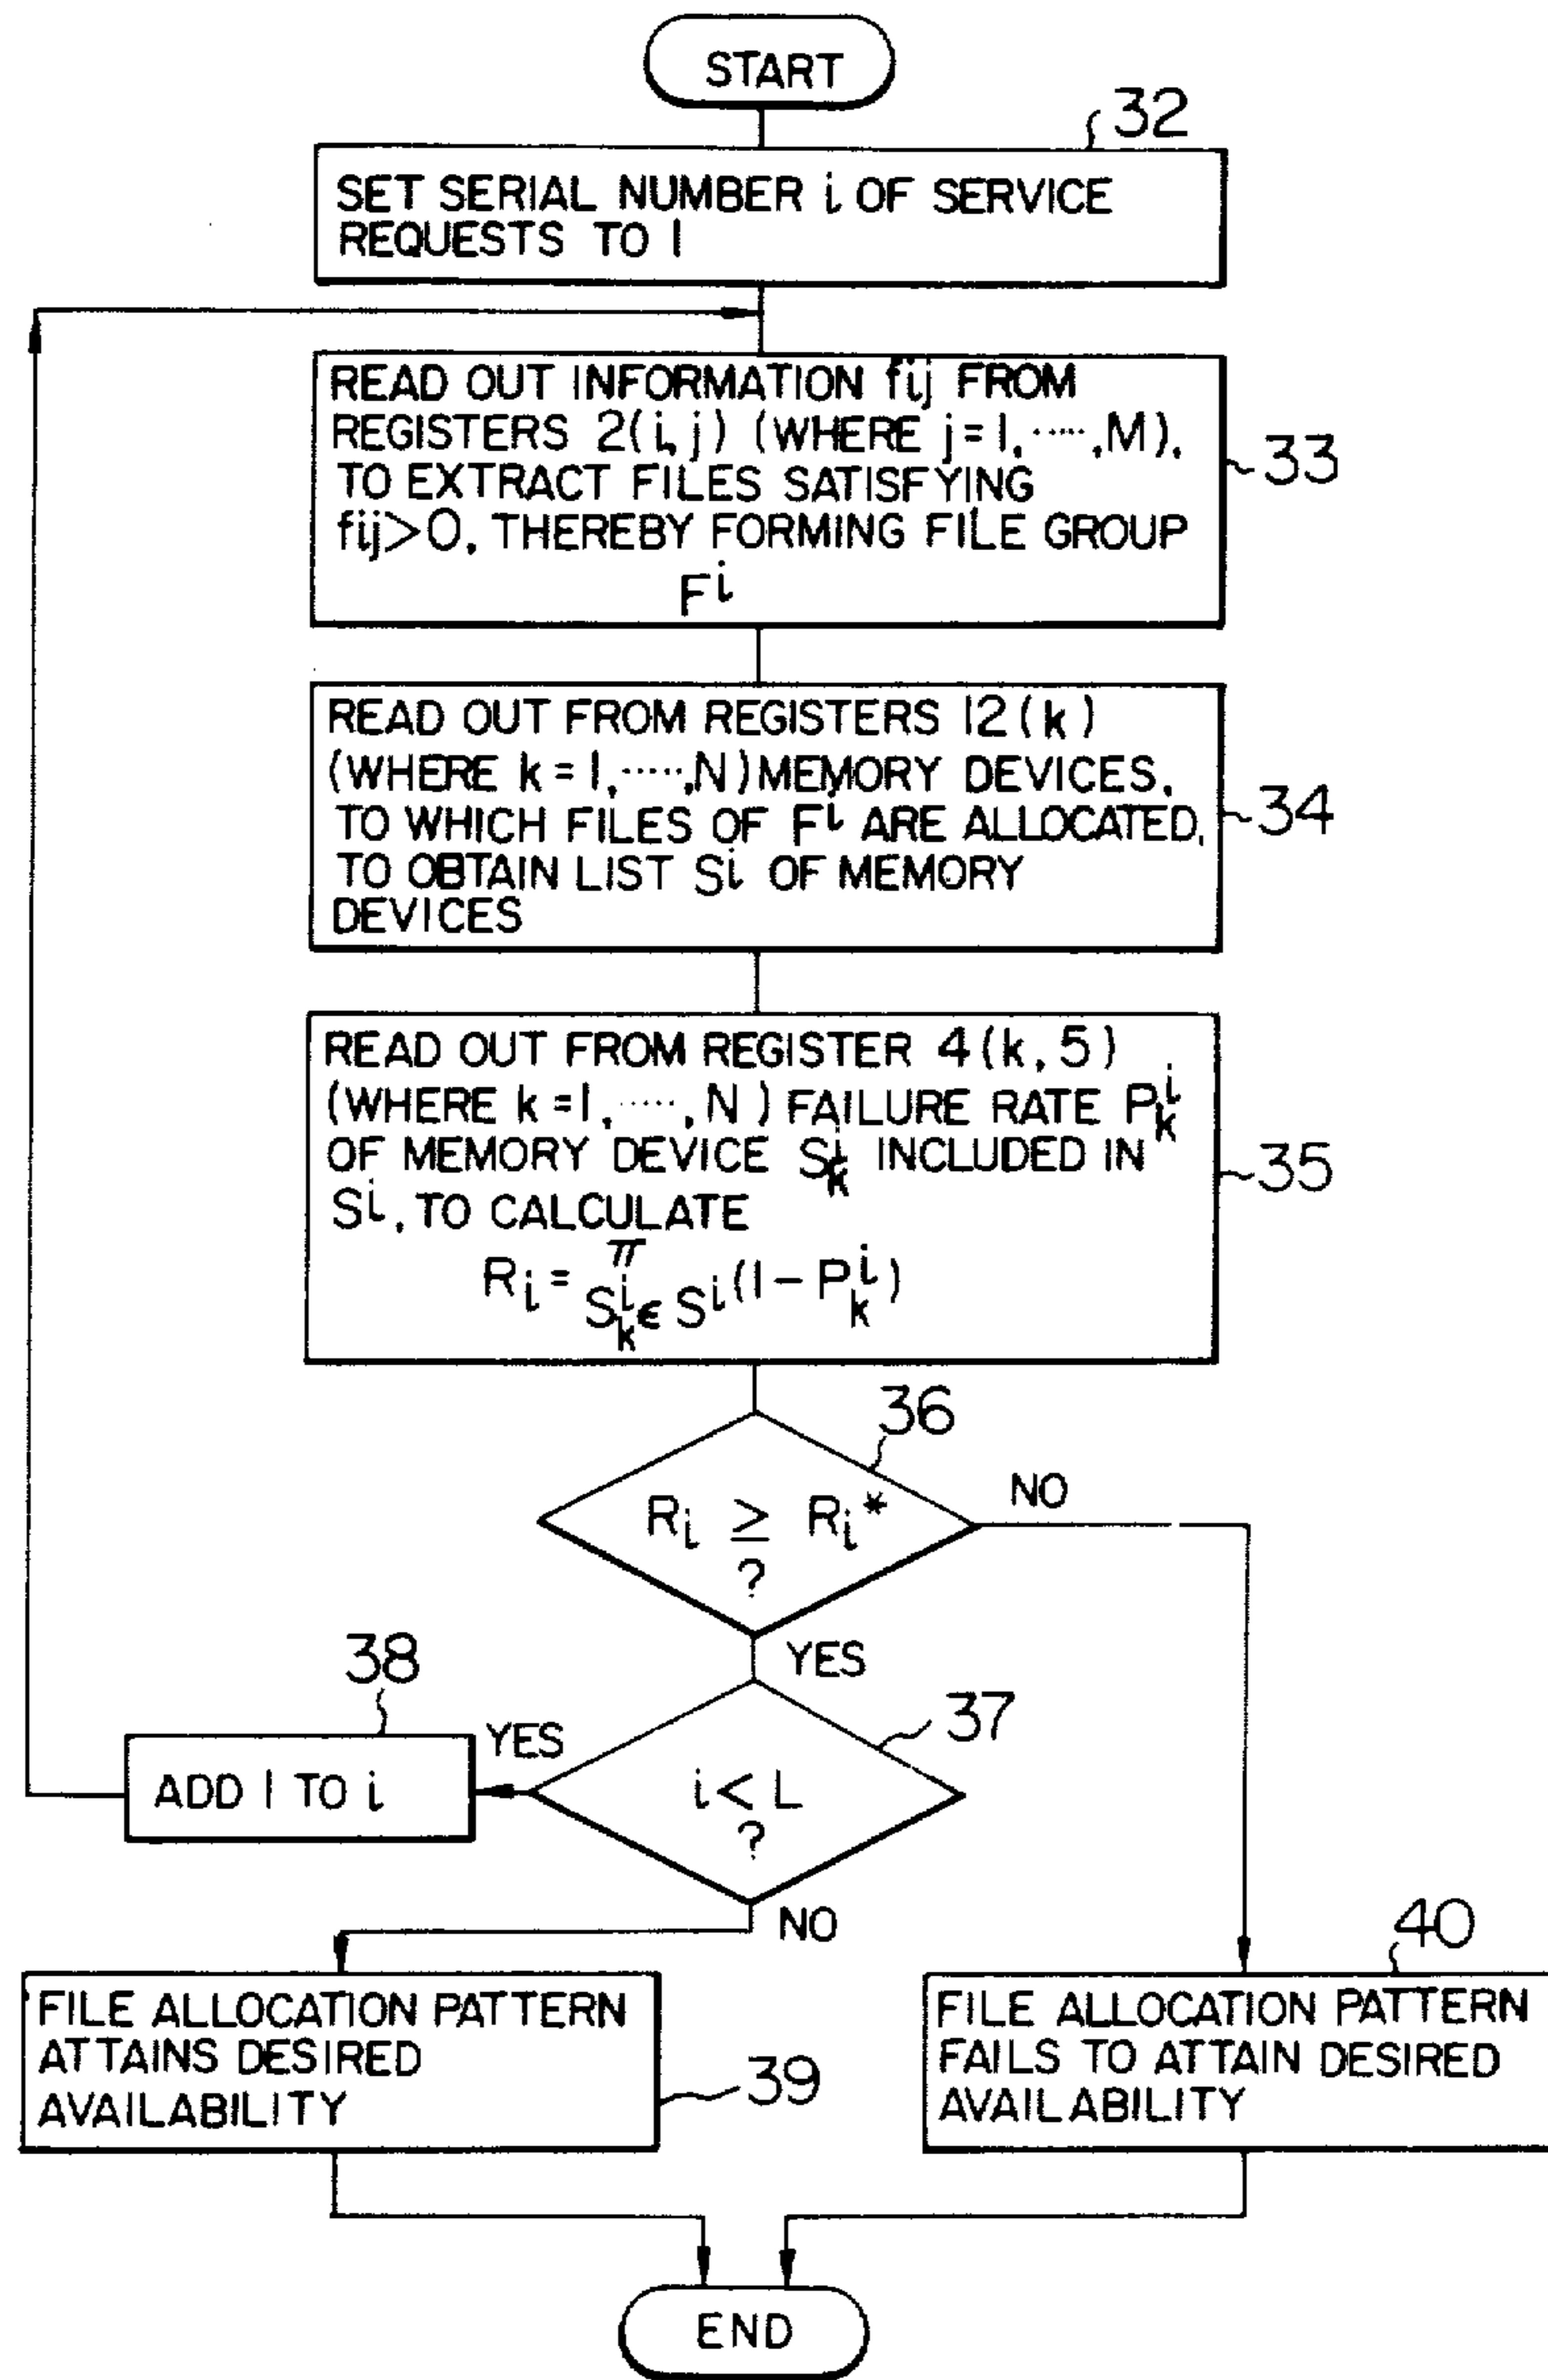 START
32
SET SERIAL NUMBER i OF SERVICE
REQUESTS TO 1
READ OUT INFORMATION fij FROM
REGISTERS 2(i,j) (WHERE j=1,·····,M),
TO EXTRACT FILES SATISFYING
fij>0, THEREBY FORMING FILE GROUP
F^i
33
READ OUT FROM REGISTERS 12(k)
(WHERE k=1,·····,N) MEMORY DEVICES,
TO WHICH FILES OF F^i ARE ALLOCATED,
TO OBTAIN LIST S^i OF MEMORY
DEVICES
34
READ OUT FROM REGISTER 4(k,5)
(WHERE k=1,·····,N) FAILURE RATE P_k^i
OF MEMORY DEVICE S_k^i INCLUDED IN
S^i, TO CALCULATE
R_i = π S_k^i ∈ S^i (1 − P_k^i)
35
36
R_i ≥ R_i*
?
NO
YES
37
i < L
?
YES
38
ADD 1 TO i
NO
FILE ALLOCATION PATTERN
ATTAINS DESIRED
AVAILABILITY
39
40
FILE ALLOCATION PATTERN
FAILS TO ATTAIN DESIRED
AVAILABILITY
END